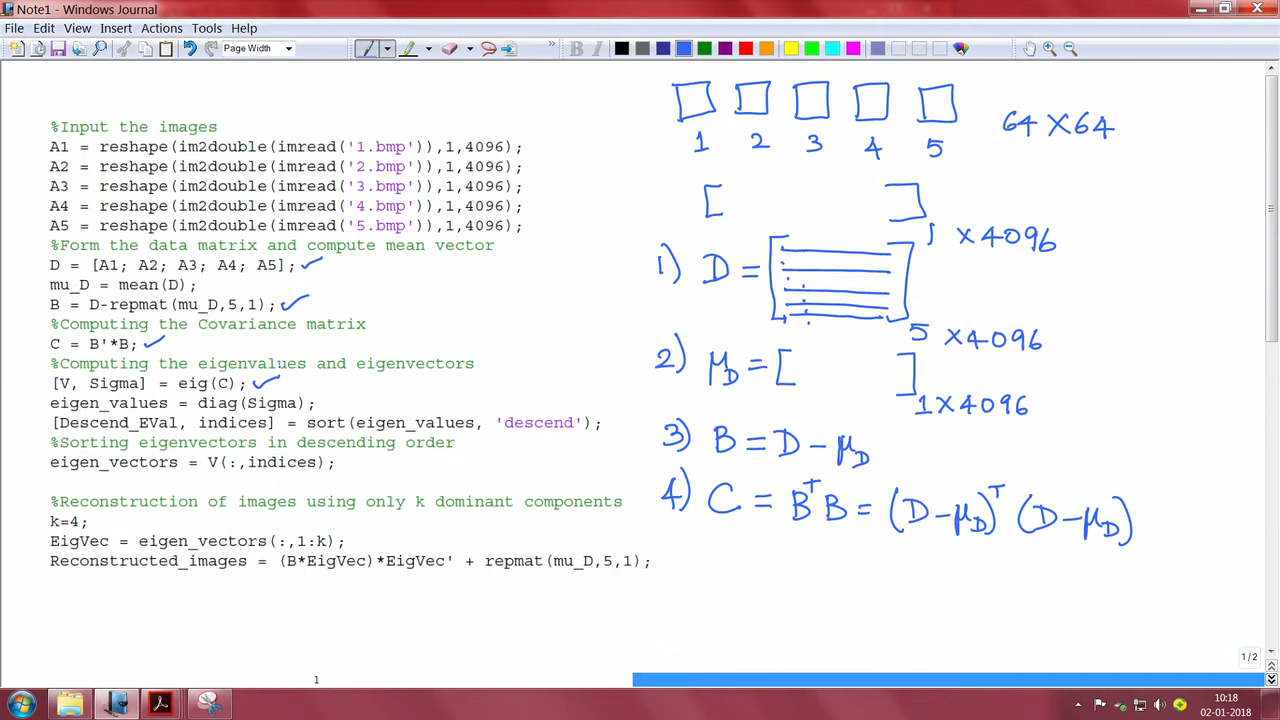 Note1 - Windows Journal
File Edit View Insert Actions Tools Help
Page Width
%Input the images
A1 = reshape(im2double(imread('1.bmp')),1,4096);
A2 = reshape(im2double(imread('2.bmp')),1,4096);
A3 = reshape(im2double(imread('3.bmp')),1,4096);
A4 = reshape(im2double(imread('4.bmp')),1,4096);
A5 = reshape(im2double(imread('5.bmp')),1,4096);
%Form the data matrix and compute mean vector
D = [A1; A2; A3; A4; A5];
mu_D = mean(D);
B = D-repmat(mu_D,5,1);
%Computing the Covariance matrix
C = B'*B;
%Computing the eigenvalues and eigenvectors
[V, Sigma] = eig(C);
eigen_values = diag(Sigma);
[Descend_EVal, indices] = sort(eigen_values, 'descend');
%Sorting eigenvectors in descending order
eigen_vectors = V(:,indices);
%Reconstruction of images using only k dominant components
k=4;
EigVec = eigen_vectors(:,1:k);
Reconstructed_images = (B*EigVec)*EigVec' + repmat(mu_D,5,1);
1 2 3 4 5 64 X 64
[ ] 1 X 4096
1) D = [ ] 5 X 4096
2) μ_D = [ ] 1 X 4096
3) B = D - μ_D
4) C = B^T B = (D - μ_D)^T (D - μ_D)
1
1/2
10:18
02-01-2018